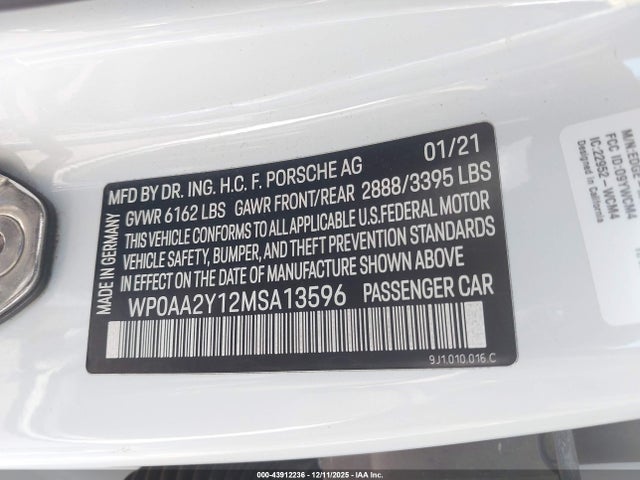 MFD BY DR. ING. H.C. F. PORSCHE AG 01/21
GVWR 6162 LBS GAWR FRONT/REAR 2888/3395 LBS
THIS VEHICLE CONFORMS TO ALL APPLICABLE U.S. FEDERAL MOTOR
VEHICLE SAFETY, BUMPER, AND THEFT PREVENTION STANDARDS
IN EFFECT ON THE DATE OF MANUFACTURE SHOWN ABOVE
WP0AA2Y12MSA13596 PASSENGER CAR
9J1.010.016 C
MADE IN GERMANY
IC-22652-WCN4
Designed in California
000-43912236 - 12/11/2025 - IAA Inc.